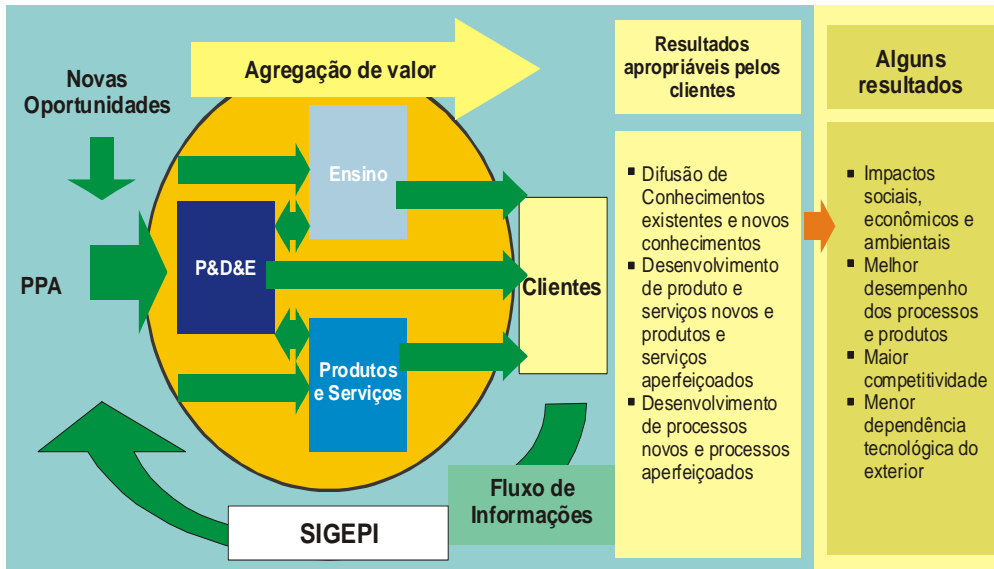 Novas
Oportunidades
PPA
Agregação de valor
Ensino
P&D&E
Produtos
e Serviços
Clientes
SIGEPI
Fluxo de
Informações
Resultados
apropriáveis pelos
clientes
▪ Difusão de
Conhecimentos
existentes e novos
conhecimentos
▪ Desenvolvimento
de produto e
serviços novos e
produtos e
serviços
aperfeiçoados
▪ Desenvolvimento
de processos
novos e processos
aperfeiçoados
Alguns
resultados
▪ Impactos
sociais,
econômicos e
ambientais
▪ Melhor
desempenho
dos processos
e produtos
▪ Maior
competitividade
▪ Menor
dependência
tecnológica do
exterior